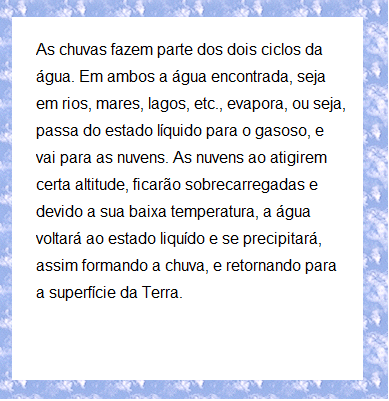 As chuvas fazem parte dos dois ciclos da
água. Em ambos a água encontrada, seja
em rios, mares, lagos, etc., evapora, ou seja,
passa do estado líquido para o gasoso, e
vai para as nuvens. As nuvens ao atigirem
certa altitude, ficarão sobrecarregadas e
devido a sua baixa temperatura, a água
voltará ao estado liquído e se precipitará,
assim formando a chuva, e retornando para
a superfície da Terra.